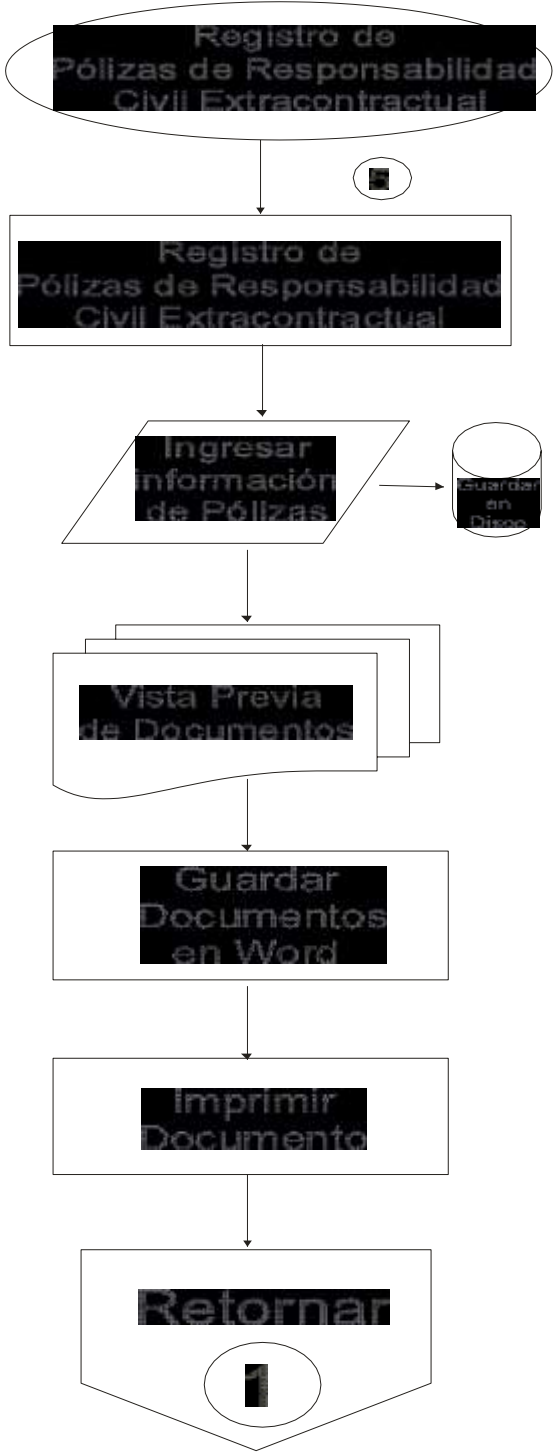 Registro de
Pólizas de Responsabilidad
Civil Extracontractual
5
Registro de
Pólizas de Responsabilidad
Civil Extracontractual
Ingresar
información
de Pólizas
Guardar
en
Disco
Vista Previa
de Documentos
Guardar
Documentos
en Word
Imprimir
Documento
Retornar
1